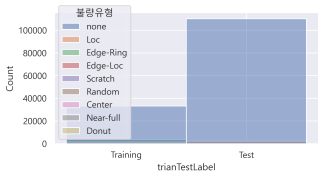 불량유형
none
Loc
Edge-Ring
Edge-Loc
Scratch
Random
Center
Near-full
Donut
Count
100000
80000
60000
40000
20000
0
Training
Test
trianTestLabel